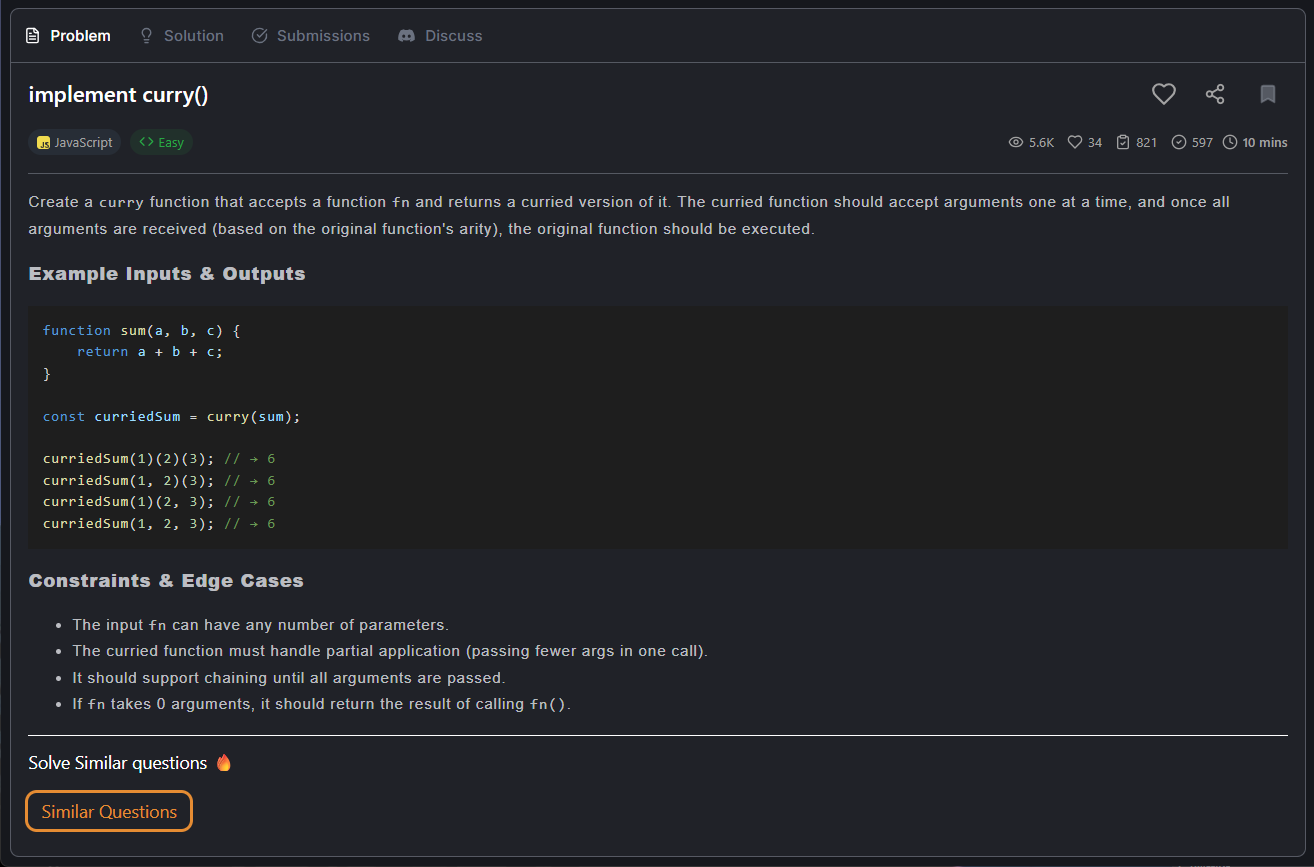 Problem Solution Submissions Discuss
implement curry()
JS JavaScript <> Easy 5.6K 34 821 597 10 mins
Create a curry function that accepts a function fn and returns a curried version of it. The curried function should accept arguments one at a time, and once all
arguments are received (based on the original function's arity), the original function should be executed.
Example Inputs & Outputs
function sum(a, b, c) {
    return a + b + c;
}
const curriedSum = curry(sum);
curriedSum(1)(2)(3); // → 6
curriedSum(1, 2)(3); // → 6
curriedSum(1)(2, 3); // → 6
curriedSum(1, 2, 3); // → 6
Constraints & Edge Cases
• The input fn can have any number of parameters.
• The curried function must handle partial application (passing fewer args in one call).
• It should support chaining until all arguments are passed.
• If fn takes 0 arguments, it should return the result of calling fn().
Solve Similar questions 🔥
Similar Questions